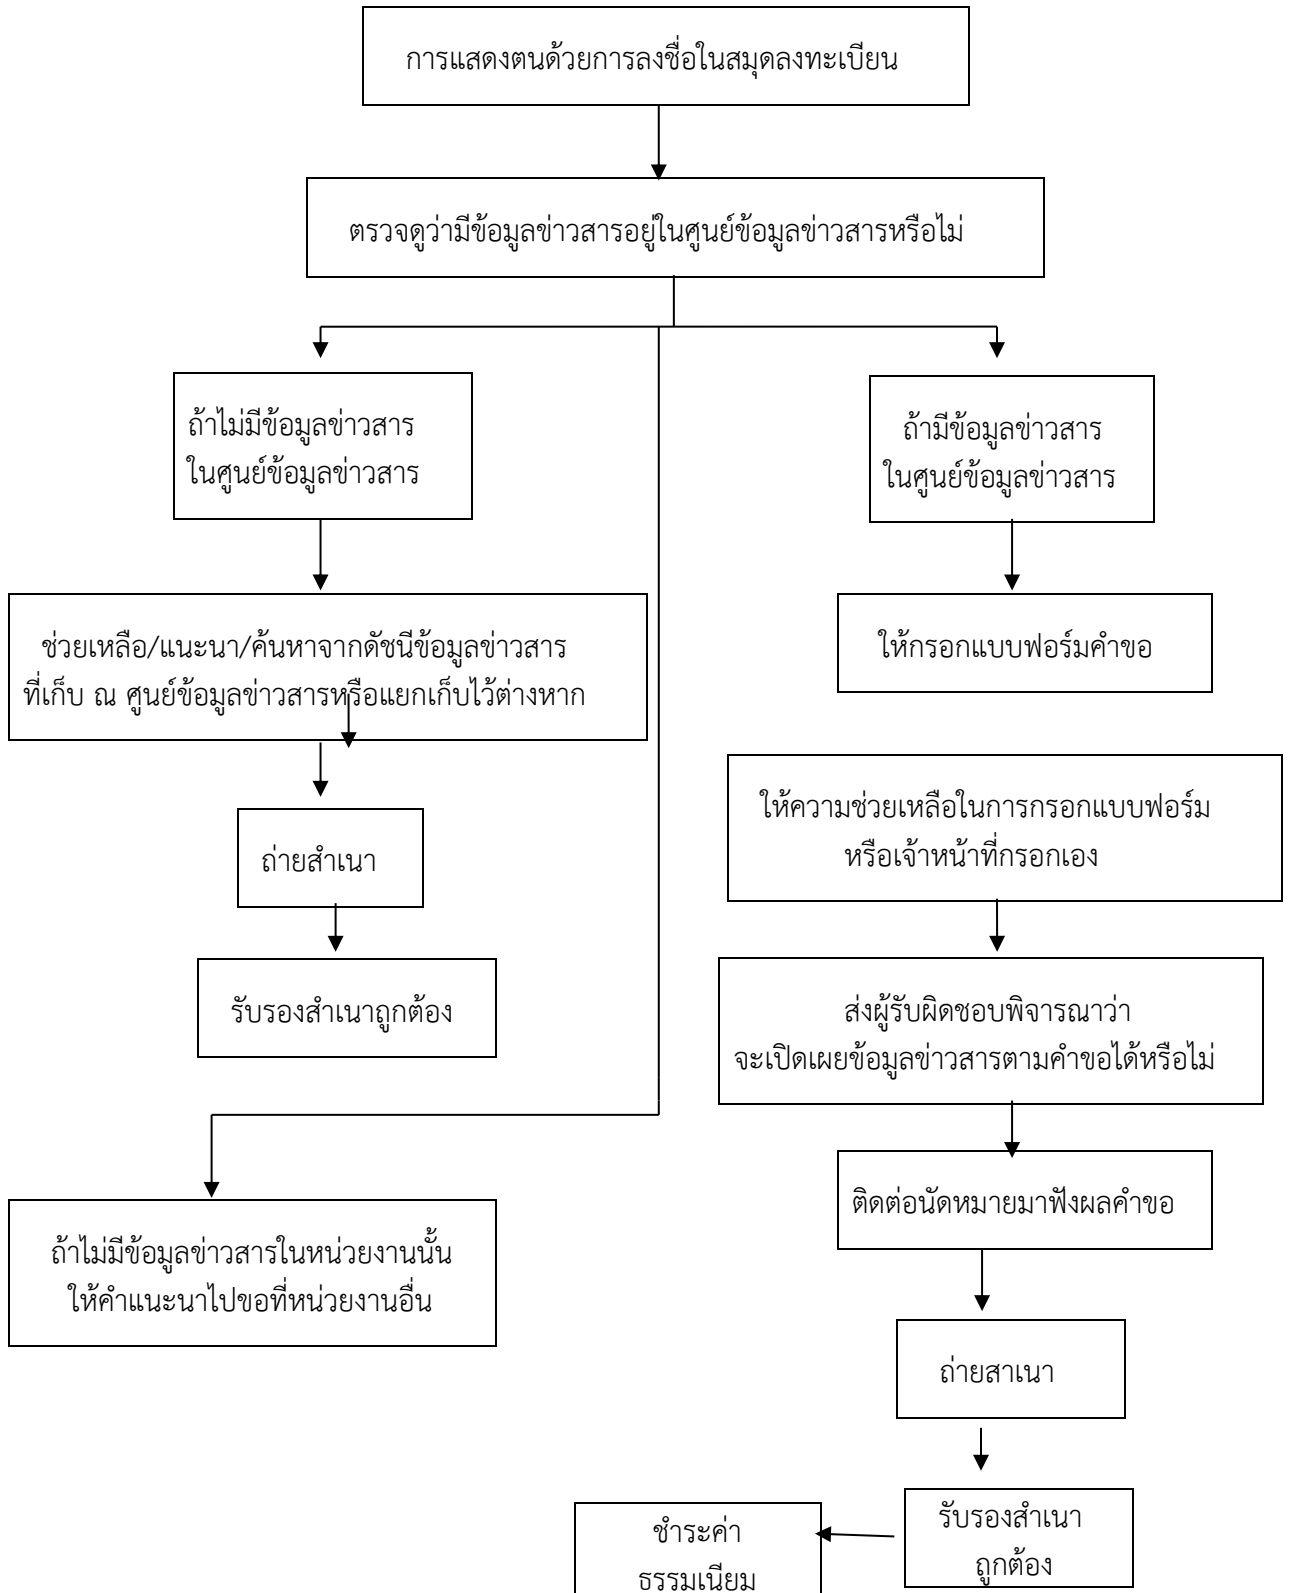 การแสดงตนด้วยการลงชื่อในสมุดลงทะเบียน
ตรวจดูว่ามีข้อมูลข่าวสารอยู่ในศูนย์ข้อมูลข่าวสารหรือไม่
ถ้าไม่มีข้อมูลข่าวสาร
ในศูนย์ข้อมูลข่าวสาร
ถ้ามีข้อมูลข่าวสาร
ในศูนย์ข้อมูลข่าวสาร
ช่วยเหลือ/แนะนา/ค้นหาจากดัชนีข้อมูลข่าวสาร
ที่เก็บ ณ ศูนย์ข้อมูลข่าวสารหรือแยกเก็บไว้ต่างหาก
ให้กรอกแบบฟอร์มคำขอ
ให้ความช่วยเหลือในการกรอกแบบฟอร์ม
หรือเจ้าหน้าที่กรอกเอง
ถ่ายสำเนา
รับรองสำเนาถูกต้อง
ส่งผู้รับผิดชอบพิจารณาว่า
จะเปิดเผยข้อมูลข่าวสารตามคำขอได้หรือไม่
ติดต่อนัดหมายมาฟังผลคำขอ
ถ้าไม่มีข้อมูลข่าวสารในหน่วยงานนั้น
ให้คำแนะนาไปขอที่หน่วยงานอื่น
ถ่ายสาเนา
รับรองสำเนา
ถูกต้อง
ชำระค่า
ธรรมเนียม